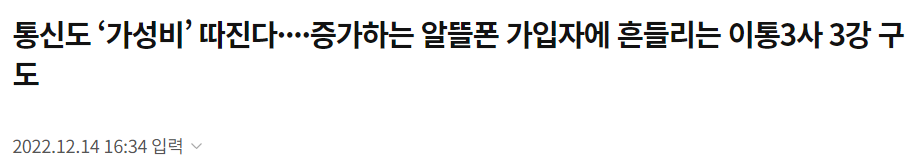 통신도 ‘가성비’ 따진다····증가하는 알뜰폰 가입자에 흔들리는 이통3사 3강 구
도
2022.12.14 16:34 입력